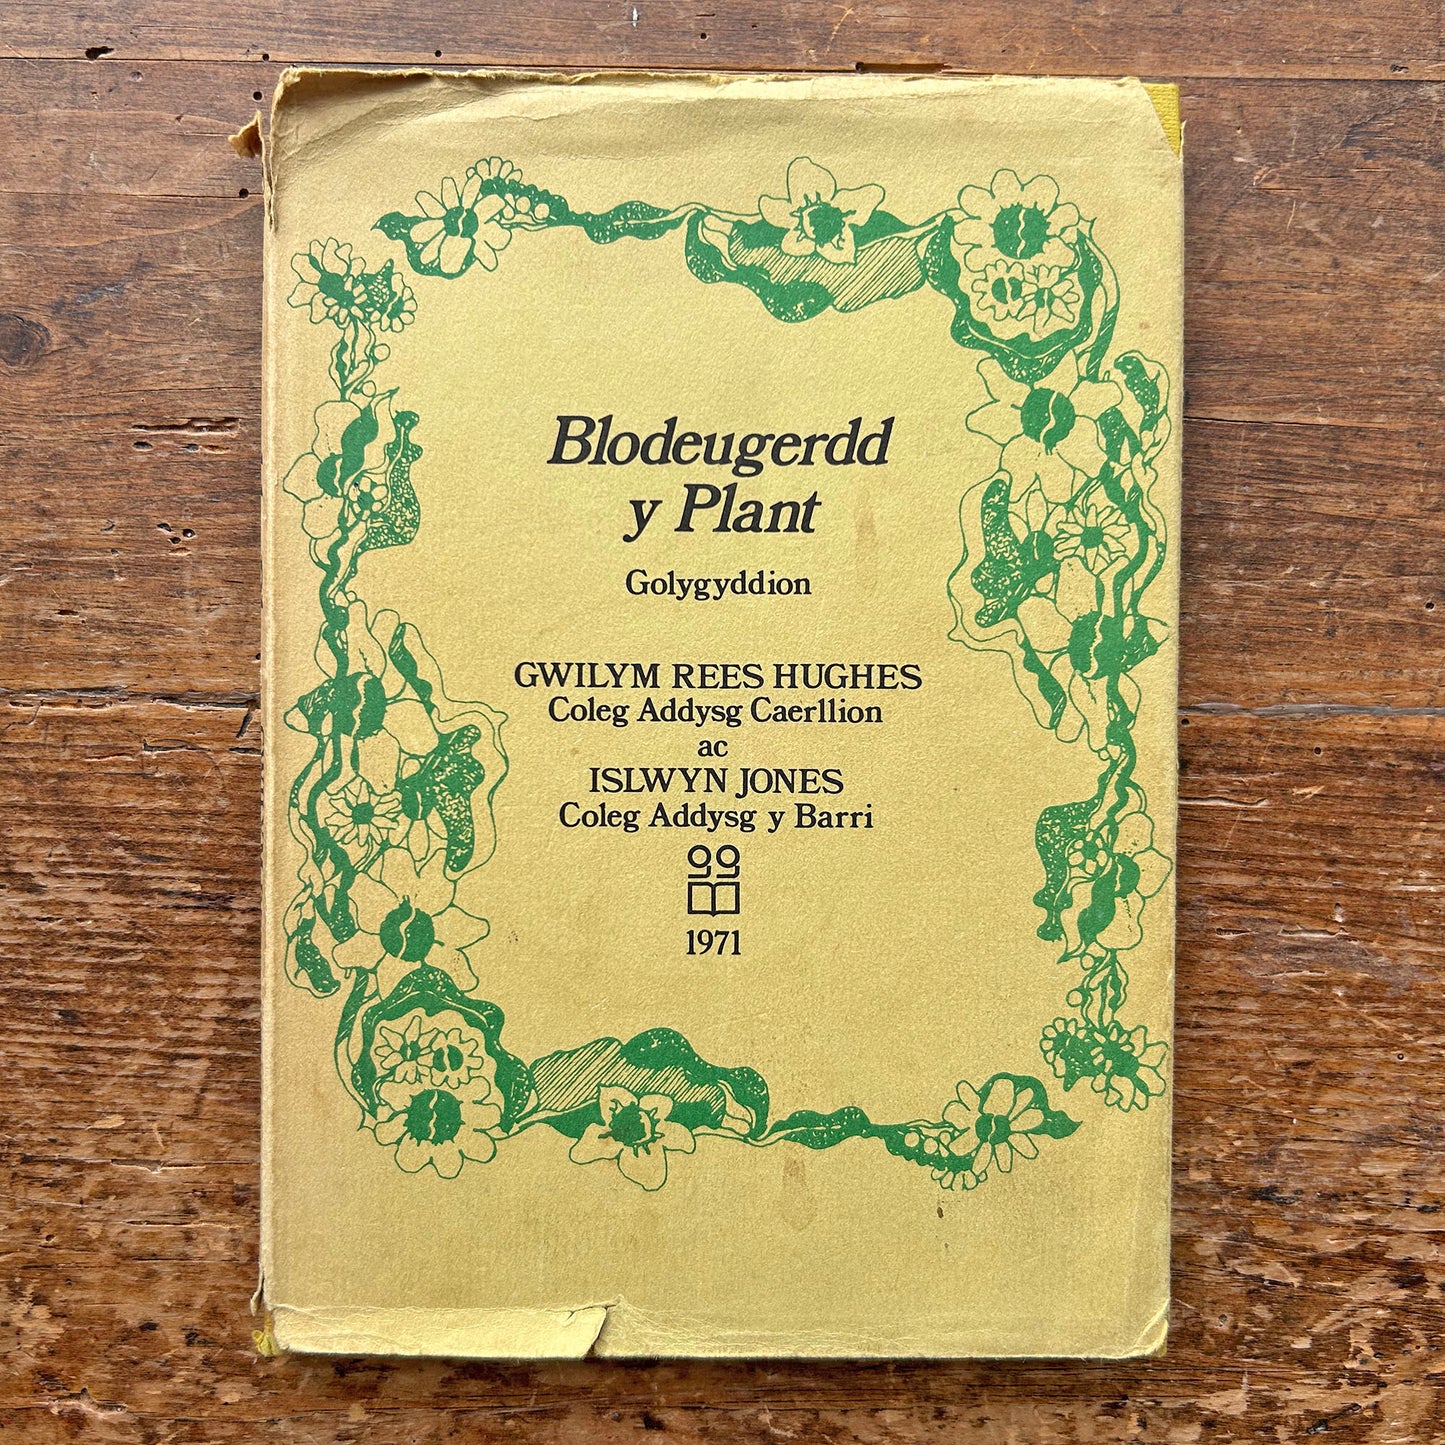 Blodeugerdd
y Plant
Golygyddion
GWILYM REES HUGHES
Coleg Addysg Caerllion
ac
ISLWYN JONES
Coleg Addysg y Barri
1971